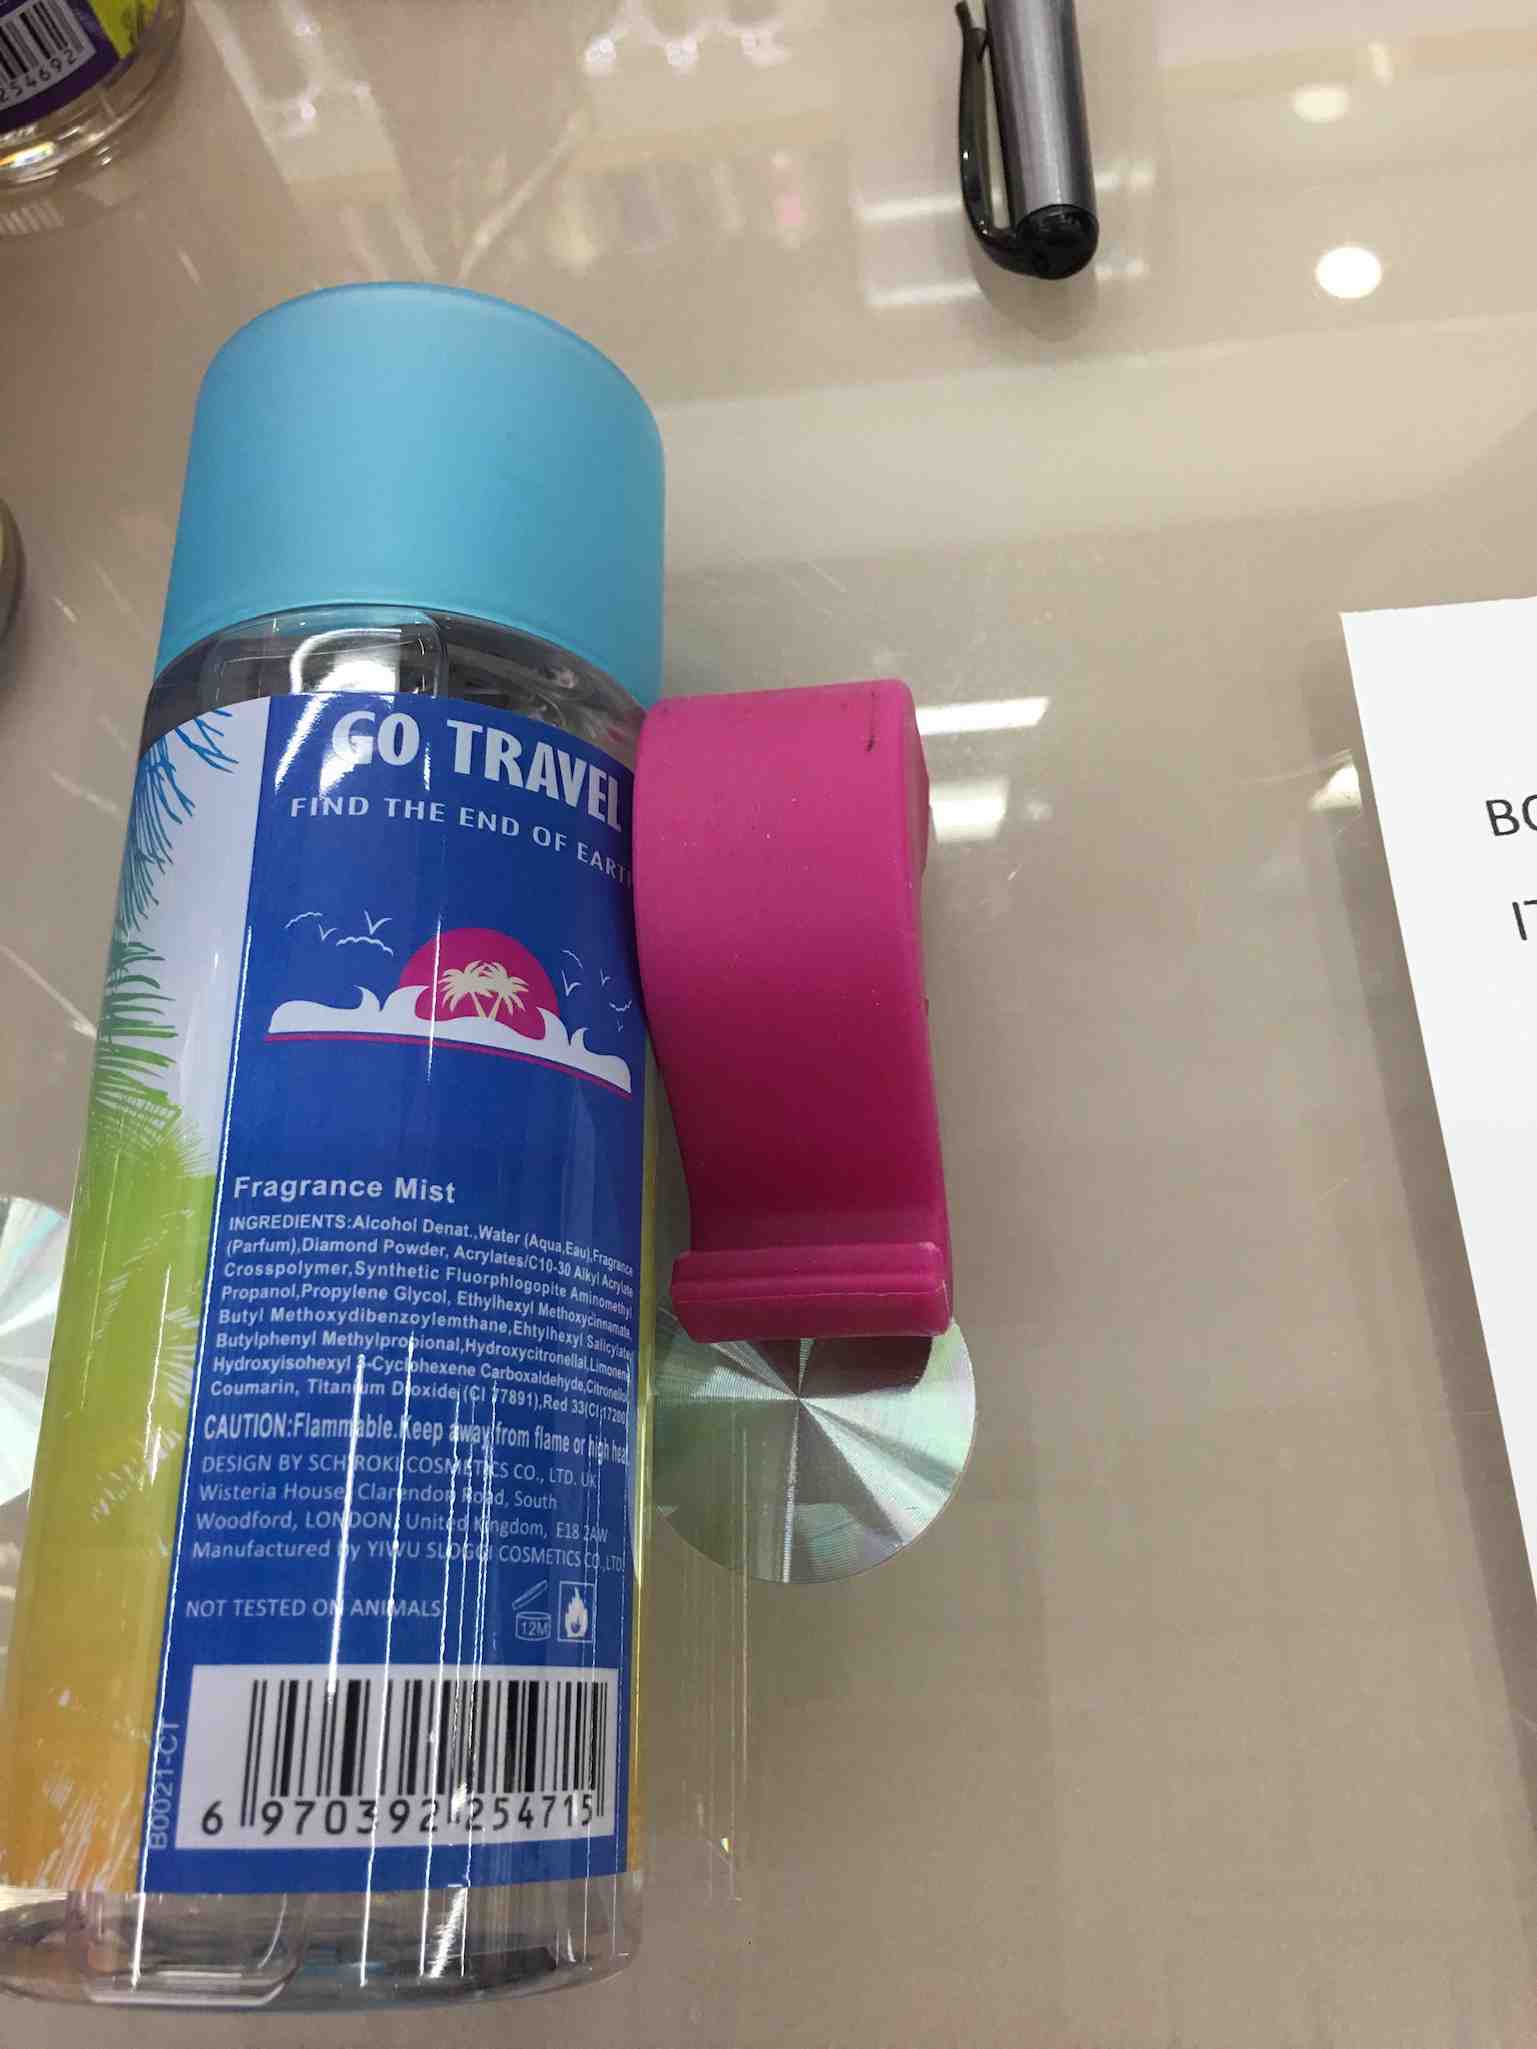 254692
GO TRAVEL
FIND THE END OF EARTH
Fragrance Mist
INGREDIENTS:Alcohol Denat.,Water (Aqua,Eau),Fragrance
(Parfum),Diamond Powder, Acrylates/C10-30 Alkyl Acrylate
Crosspolymer,Synthetic Fluorphlogopite Aminomethyl
Propanol,Propylene Glycol, Ethylhexyl Methoxycinnamate,
Butyl Methoxydibenzoylemthane,Ehtylhexyl Salicylate
Butylphenyl Methylpropional,Hydroxycitronellal,Limonene
Hydroxyisohexyl 3-Cyclohexene Carboxaldehyde,Citronellol
Coumarin, Titanium Dioxide,(CI 77891),Red 33(CI 17200)
CAUTION:Flammable.Keep away from flame or high heat
DESIGN BY SCHIROKI COSMETICS CO., LTD. UK
Wisteria House, Clarendon Road, South
Woodford, LONDON, United Kingdom, E18 2AW
Manufactured by YIWU SLOGGI COSMETICS CO.,LTD.
NOT TESTED ON ANIMALS
12M
B0021-CT
6 970392 254715